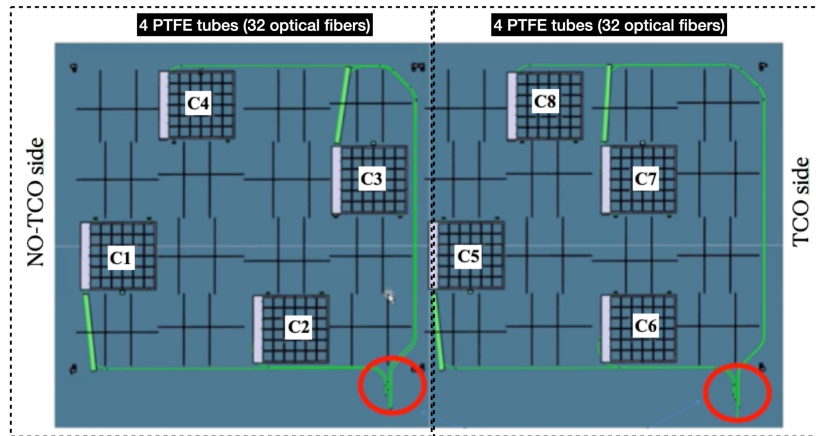 4 PTFE tubes (32 optical fibers)
4 PTFE tubes (32 optical fibers)
NO-TCO side
C4
C8
C3
C7
C1
C5
C2
C6
TCO side